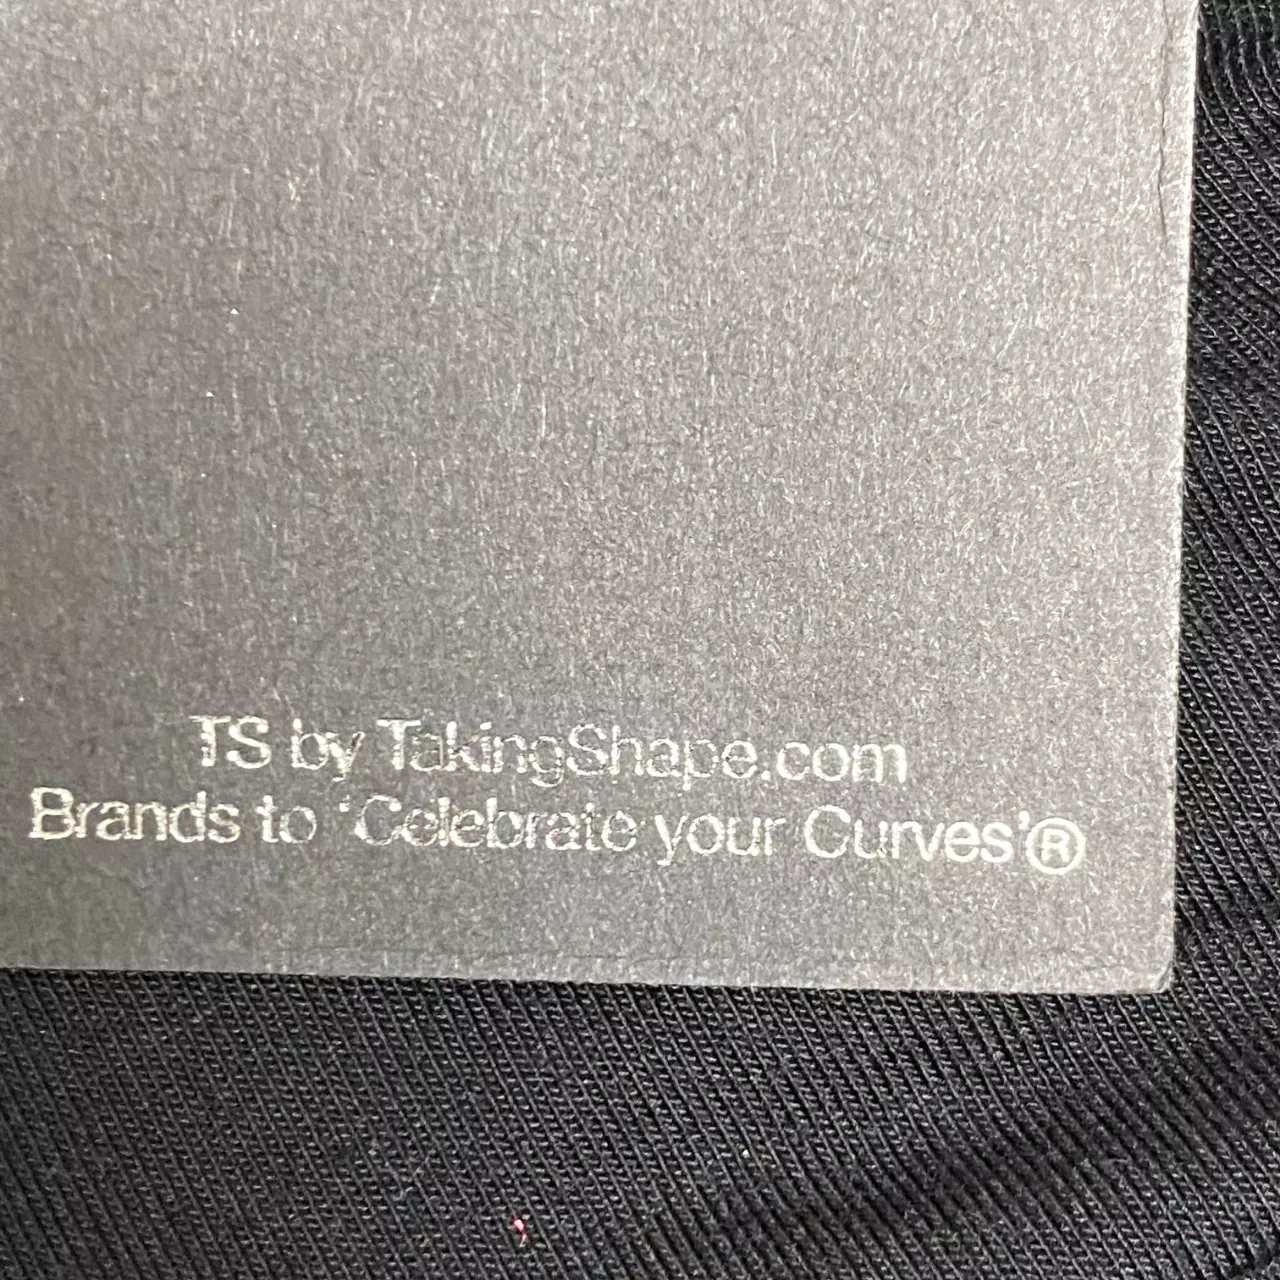 TS by TakingShape.com
Brands to 'Celebrate your Curves'®